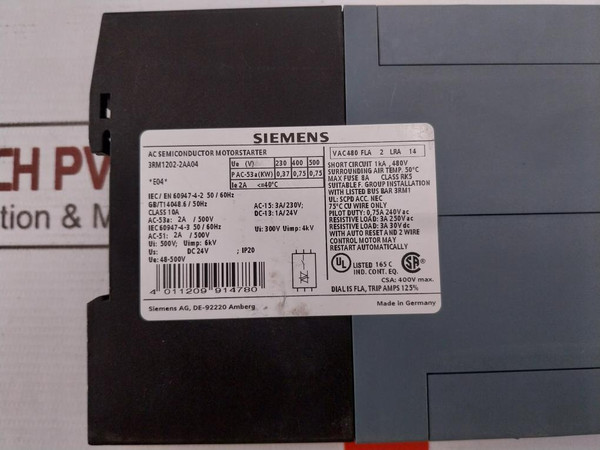 SIEMENS
AC SEMICONDUCTOR MOTORSTARTER
3RM1202-2AA04
*E04*
Ue (V) 230 400 500
P AC-53a(KW) 0,37 0,75 0,75
Ie 2A <=40°C
IEC/ EN 60947-4-2 50/60Hz
GB/T14048.6/ 50Hz
CLASS 10A
AC-53a: 2A / 500V
IEC60947-4-3 50/60Hz
AC-51: 2A / 500V
Ui: 500V; Uimp: 6kV
Us: DC24V ; IP20
Ue: 48-500V
AC-15: 3A/230V;
DC-13: 1A/24V
Ui: 300V Uimp: 4kV
4 011209 914780
Siemens AG, DE-92220 Amberg
VAC480 FLA 2 LRA 14
SHORT CIRCUIT 1kA, 480V
SURROUNDING AIR TEMP. 50°C
MAX FUSE 8A CLASS RK5
SUITABLE F. GROUP INSTALLATION
WITH LISTED BUS BAR 3RM1
UL: SCPD ACC. NEC
75°C CU WIRE ONLY
PILOT DUTY: 0,75A 240V ac
RESISTIVE LOAD: 3A 250V ac
RESISTIVE LOAD: 3A 30V dc
WITH AUTO RESET AND 2 WIRE
CONTROL MOTOR MAY
RESTART AUTOMATICALLY
UL LISTED 165 C
IND. CONT. EQ.
SA
CSA: 400V max.
DIAL IS FLA, TRIP AMPS 125%
Made in Germany
CH PV
tion & M